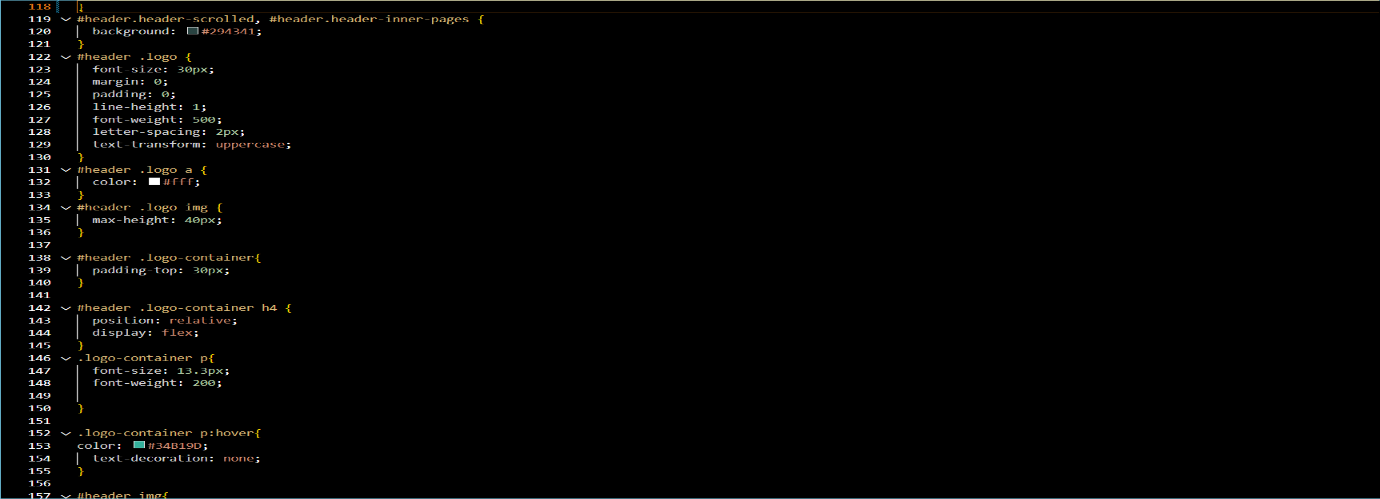 118 }
119 #header.header-scrolled, #header.header-inner-pages {
120 background: #294341;
121 }
122 #header .logo {
123 font-size: 30px;
124 margin: 0;
125 padding: 0;
126 line-height: 1;
127 font-weight: 500;
128 letter-spacing: 2px;
129 text-transform: uppercase;
130 }
131 #header .logo a {
132 color: #fff;
133 }
134 #header .logo img {
135 max-height: 40px;
136 }
137
138 #header .logo-container{
139 padding-top: 30px;
140 }
141
142 #header .logo-container h4 {
143 position: relative;
144 display: flex;
145 }
146 .logo-container p{
147 font-size: 13.3px;
148 font-weight: 200;
149
150 }
151
152 .logo-container p:hover{
153 color: #34B19D;
154 text-decoration: none;
155 }
156
157 #header img{